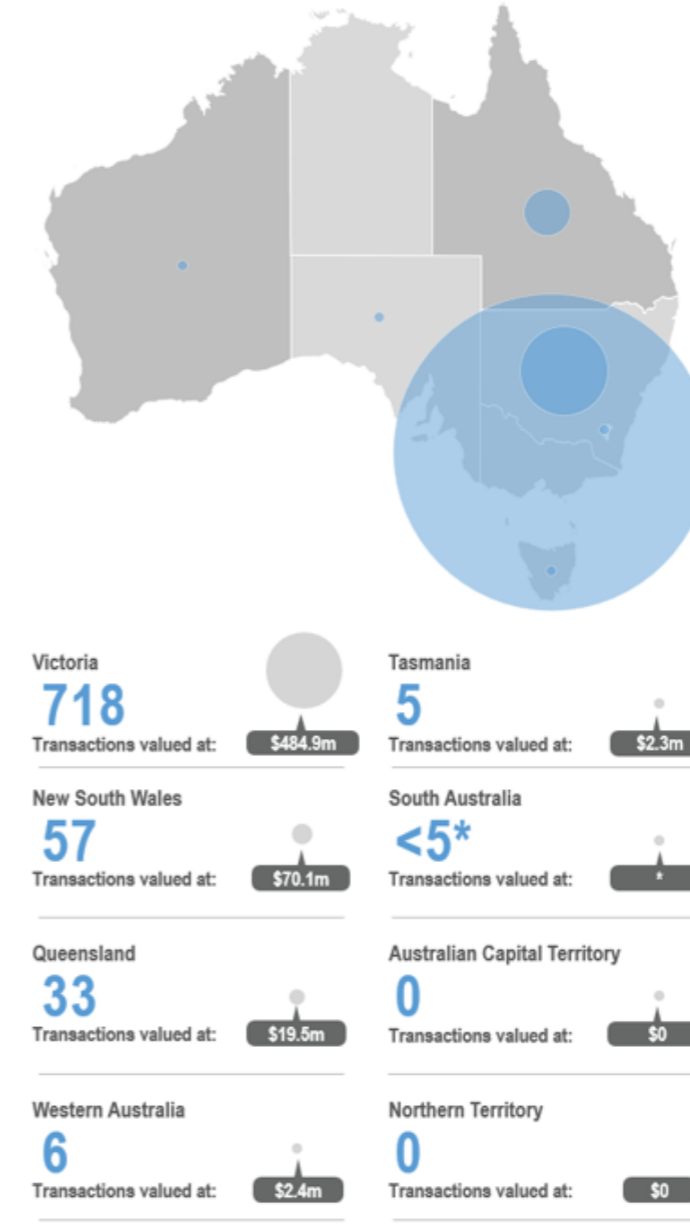 Victoria
718
Transactions valued at: $484.9m
Tasmania
5
Transactions valued at: $2.3m
New South Wales
57
Transactions valued at: $70.1m
South Australia
<5*
Transactions valued at: *
Queensland
33
Transactions valued at: $19.5m
Australian Capital Territory
0
Transactions valued at: $0
Western Australia
6
Transactions valued at: $2.4m
Northern Territory
0
Transactions valued at: $0